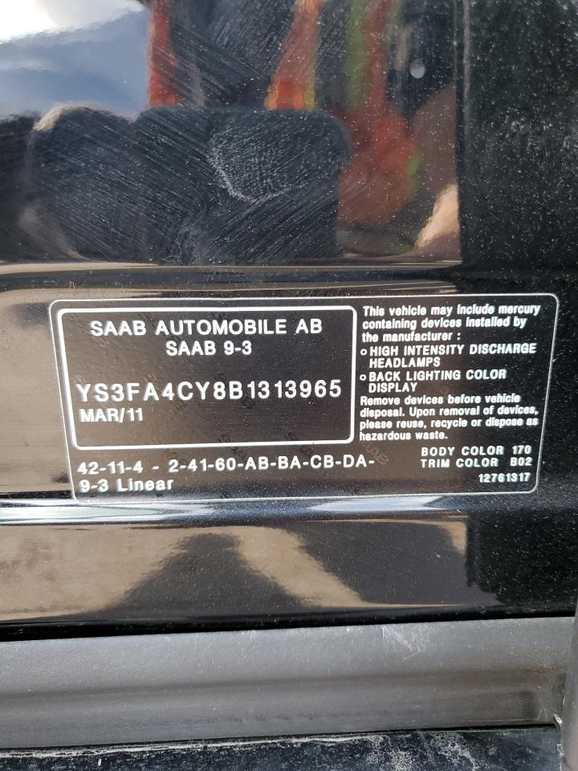 SAAB AUTOMOBILE AB
SAAB 9-3
YS3FA4CY8B1313965
MAR/11
42-11-4 - 2-41-60-AB-BA-CB-DA-
9-3 Linear
This vehicle may include mercury
containing devices installed by
the manufacturer :
HIGH INTENSITY DISCHARGE
HEADLAMPS
BACK LIGHTING COLOR
DISPLAY
Remove devices before vehicle
disposal. Upon removal of devices,
please reuse, recycle or dispose as
hazardous waste.
BODY COLOR 170
TRIM COLOR B02
12761317